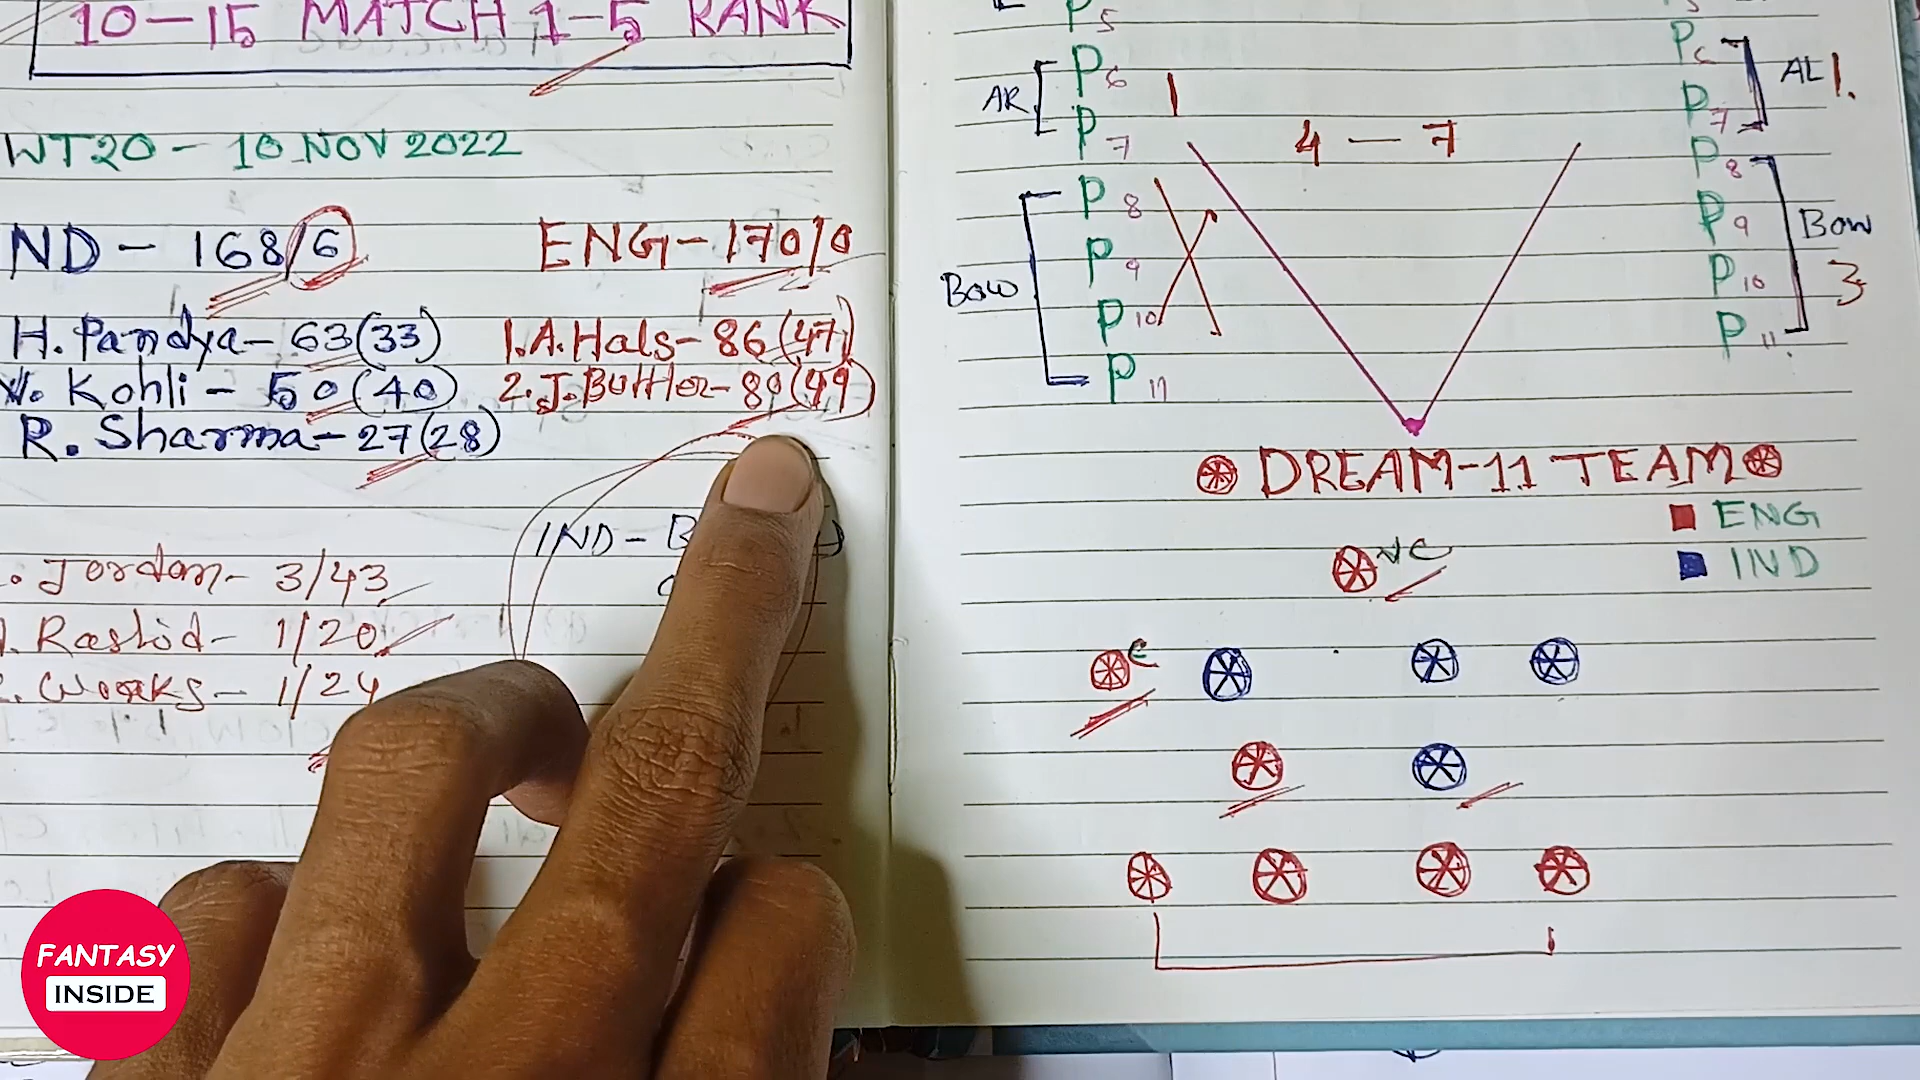 10-15 MATCH 1-5 RANK
WT20 - 10 NOV 2022
ND - 168/6
ENG - 170/0
H. Pandya - 63(33)
1. A. Hals - 86(47)
V. Kohli - 50(40)
2. J. Buttler - 80(49)
R. Sharma - 27(28)
IND - B
. Jordan - 3/43
. Rashid - 1/20
. Wooks - 1/24
P5
AR
P6
P7
1
4 - 7
P6
P7
AL 1.
Bow
P8
P9
P10
P11
P8
P9
P10
P11
Bow
3
DREAM-11 TEAM
ENG
IND
VC
C
FANTASY
INSIDE